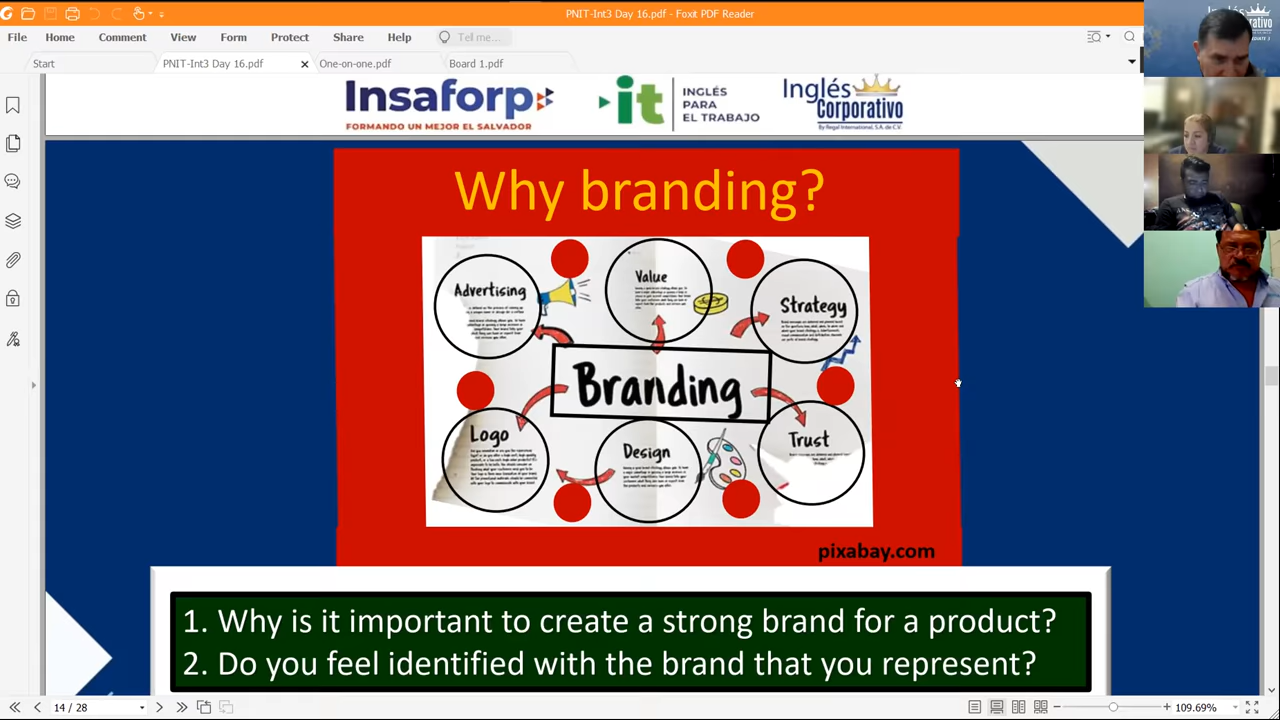 PNIT-Int3 Day 16.pdf - Foxit PDF Reader
File Home Comment View Form Protect Share Help Tell me...
Start PNIT-Int3 Day 16.pdf One-on-one.pdf Board 1.pdf
Insaforp
FORMANDO UN MEJOR EL SALVADOR
it
INGLÉS
PARA
EL TRABAJO
Inglés
Corporativo
By Regal International, S.A. de C.V.
Why branding?
Advertising
Value
Strategy
Branding
Logo
Design
Trust
pixabay.com
1. Why is it important to create a strong brand for a product?
2. Do you feel identified with the brand that you represent?
14 / 28
109.69%